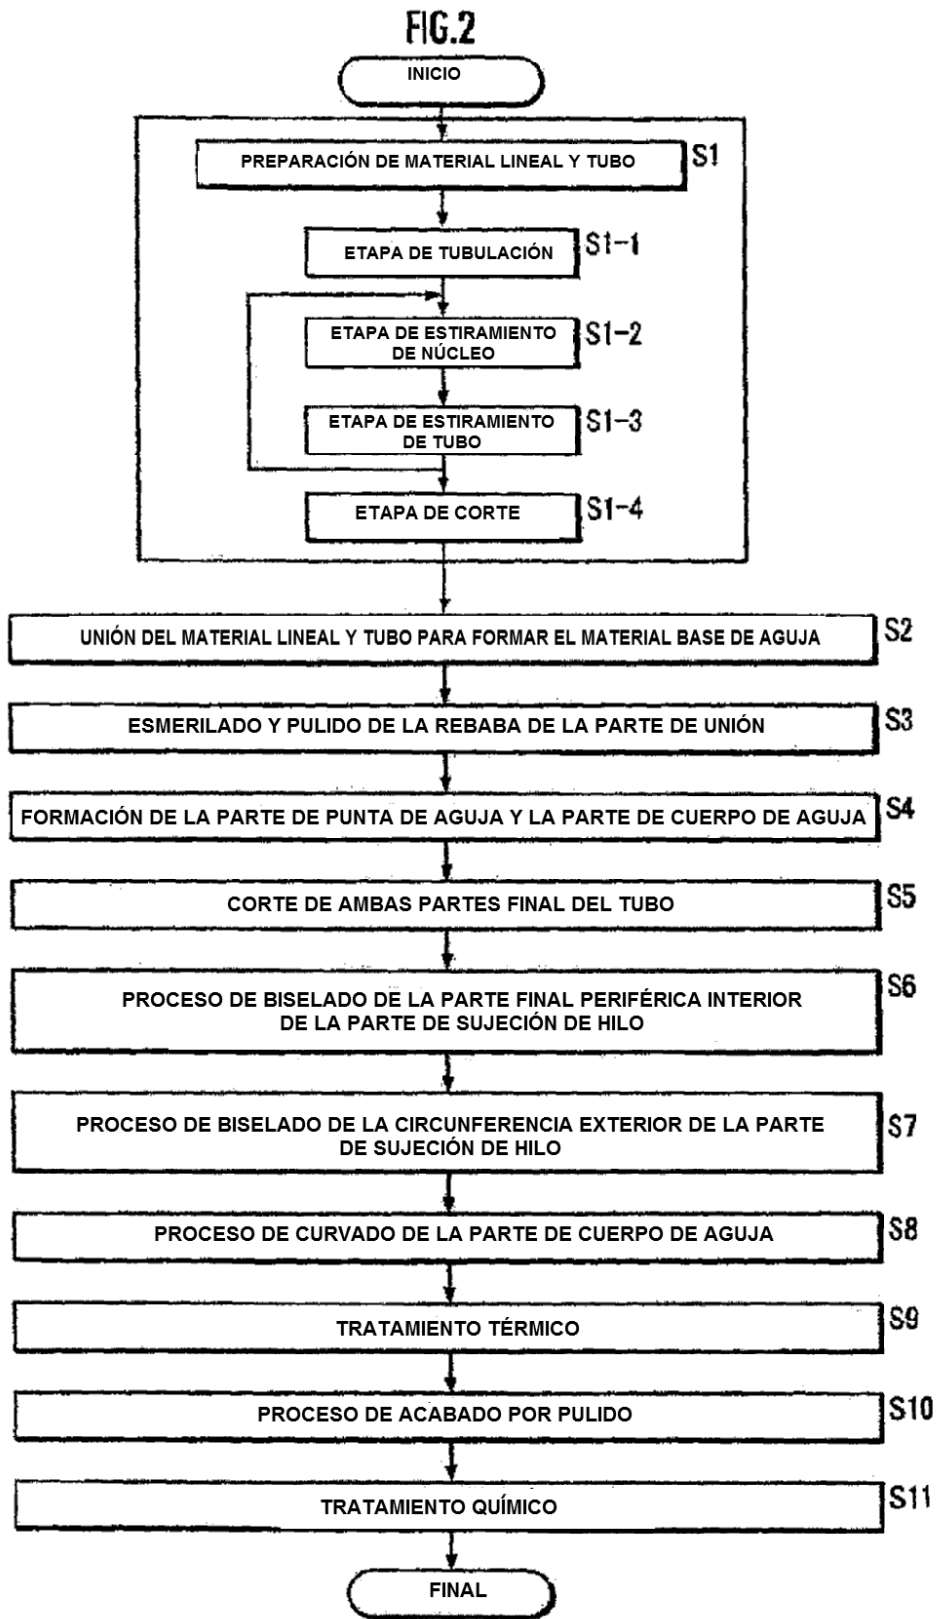 FIG.2
INICIO
PREPARACIÓN DE MATERIAL LINEAL Y TUBO
S1
ETAPA DE TUBULACIÓN
S1-1
ETAPA DE ESTIRAMIENTO
DE NÚCLEO
S1-2
ETAPA DE ESTIRAMIENTO
DE TUBO
S1-3
ETAPA DE CORTE
S1-4
UNIÓN DEL MATERIAL LINEAL Y TUBO PARA FORMAR EL MATERIAL BASE DE AGUJA
S2
ESMERILADO Y PULIDO DE LA REBABA DE LA PARTE DE UNIÓN
S3
FORMACIÓN DE LA PARTE DE PUNTA DE AGUJA Y LA PARTE DE CUERPO DE AGUJA
S4
CORTE DE AMBAS PARTES FINAL DEL TUBO
S5
PROCESO DE BISELADO DE LA PARTE FINAL PERIFÉRICA INTERIOR
DE LA PARTE DE SUJECIÓN DE HILO
S6
PROCESO DE BISELADO DE LA CIRCUNFERENCIA EXTERIOR DE LA PARTE
DE SUJECIÓN DE HILO
S7
PROCESO DE CURVADO DE LA PARTE DE CUERPO DE AGUJA
S8
TRATAMIENTO TÉRMICO
S9
PROCESO DE ACABADO POR PULIDO
S10
TRATAMIENTO QUÍMICO
S11
FINAL